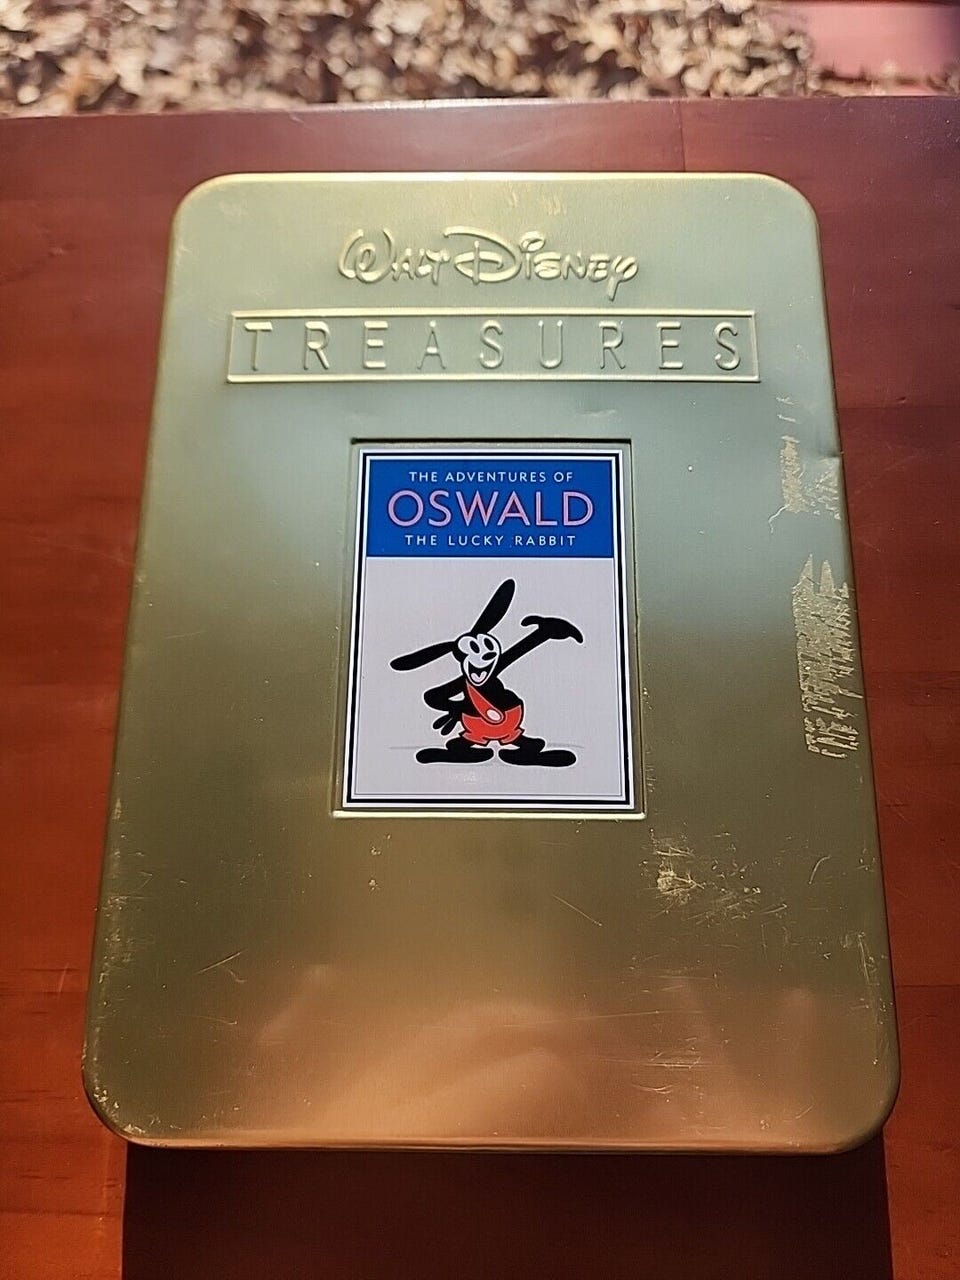 Walt Disney
TREASURES
THE ADVENTURES OF
OSWALD
THE LUCKY RABBIT